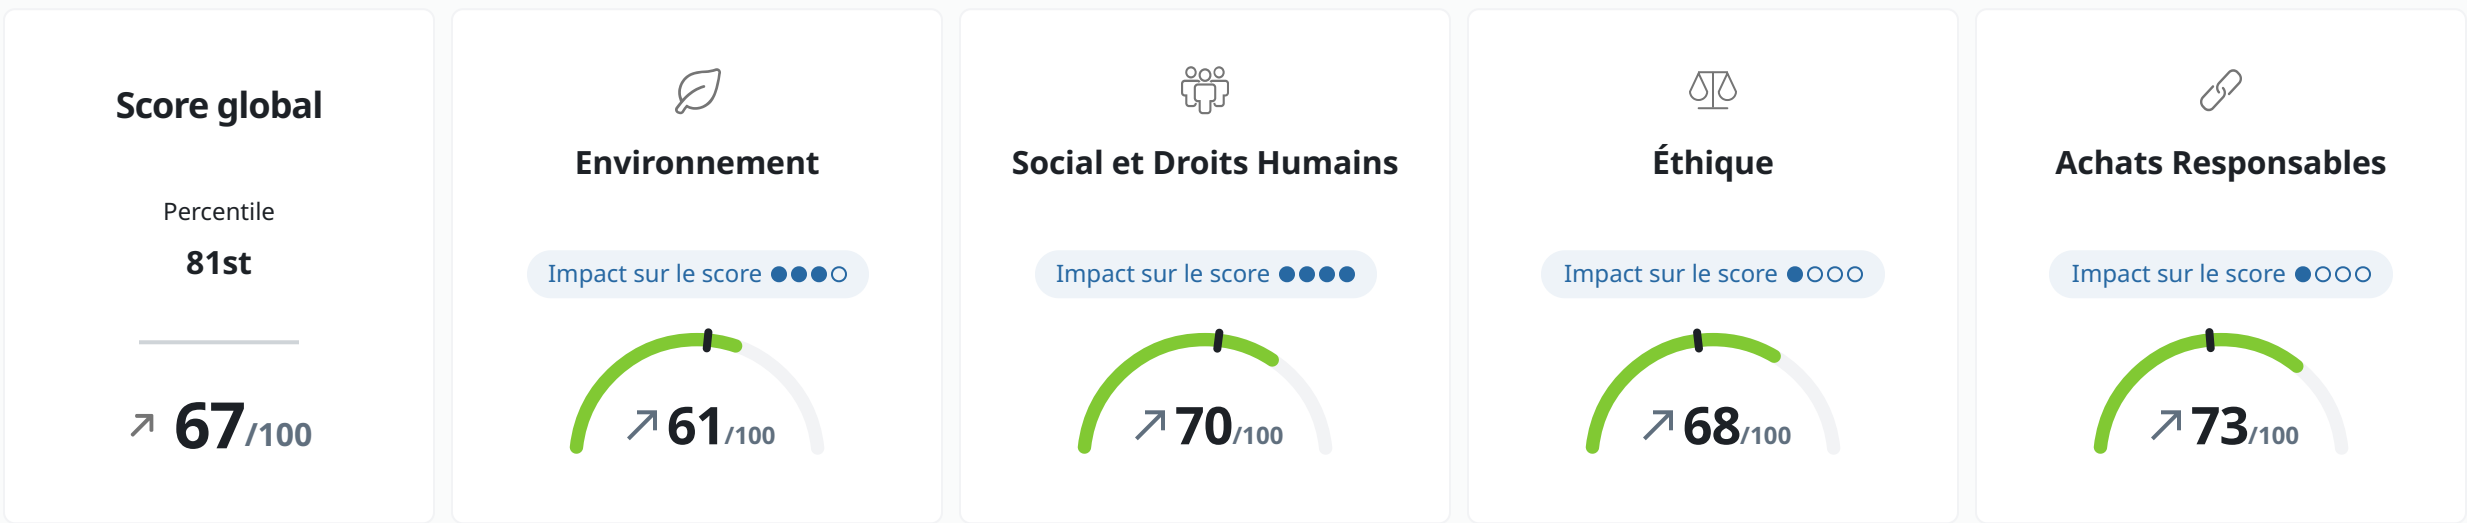 Score global
Percentile
81st
67/100
Environnement
Impact sur le score
61/100
Social et Droits Humains
Impact sur le score
70/100
Éthique
Impact sur le score
68/100
Achats Responsables
Impact sur le score
73/100